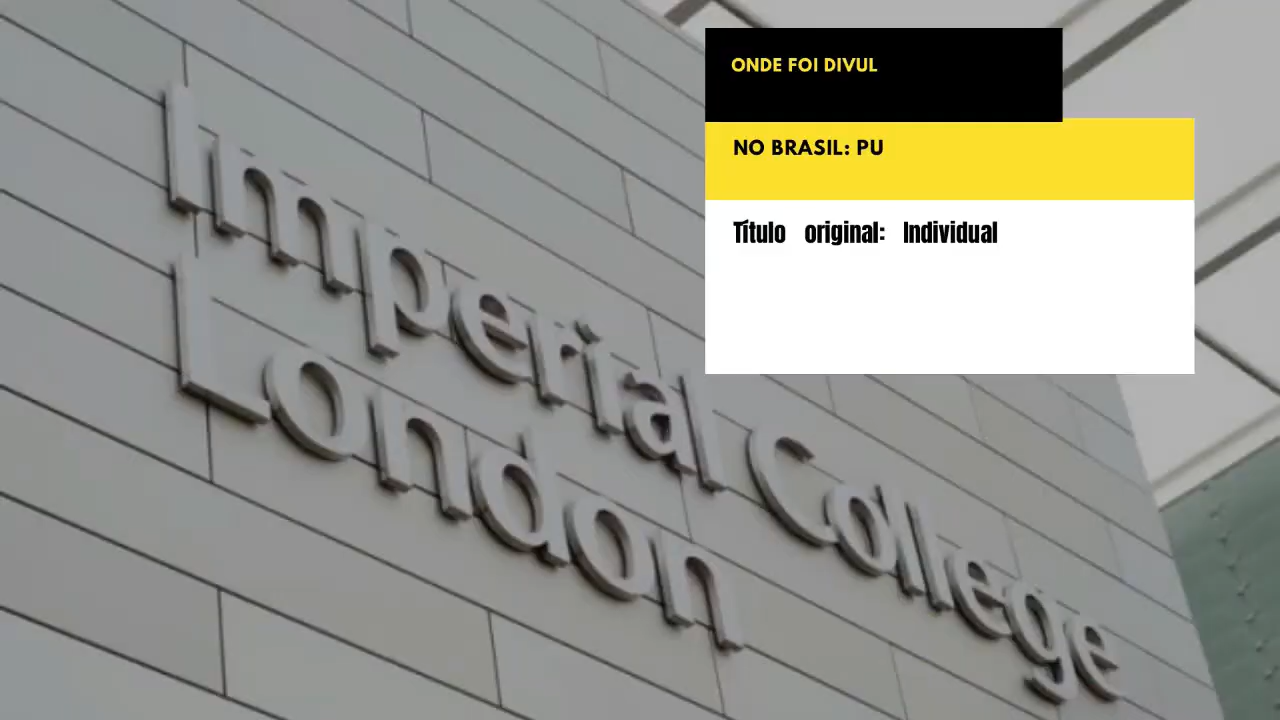 ONDE FOI DIVUL
NO BRASIL: PU
Título original: Individual
Imperial College
London